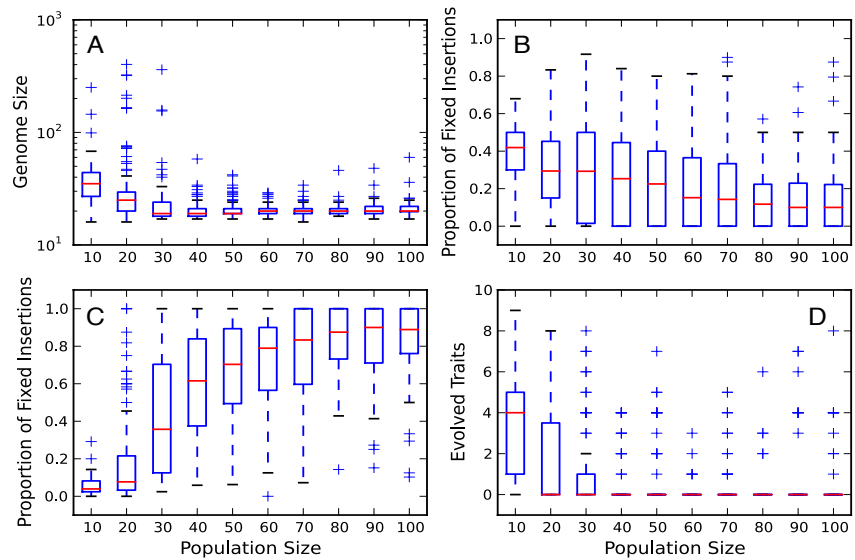 A
Genome Size
10³
10²
10¹
10 20 30 40 50 60 70 80 90 100
B
Proportion of Fixed Insertions
1.0
0.8
0.6
0.4
0.2
0.0
10 20 30 40 50 60 70 80 90 100
C
Proportion of Fixed Insertions
1.0
0.8
0.6
0.4
0.2
0.0
10 20 30 40 50 60 70 80 90 100
Population Size
D
Evolved Traits
10
8
6
4
2
0
10 20 30 40 50 60 70 80 90 100
Population Size